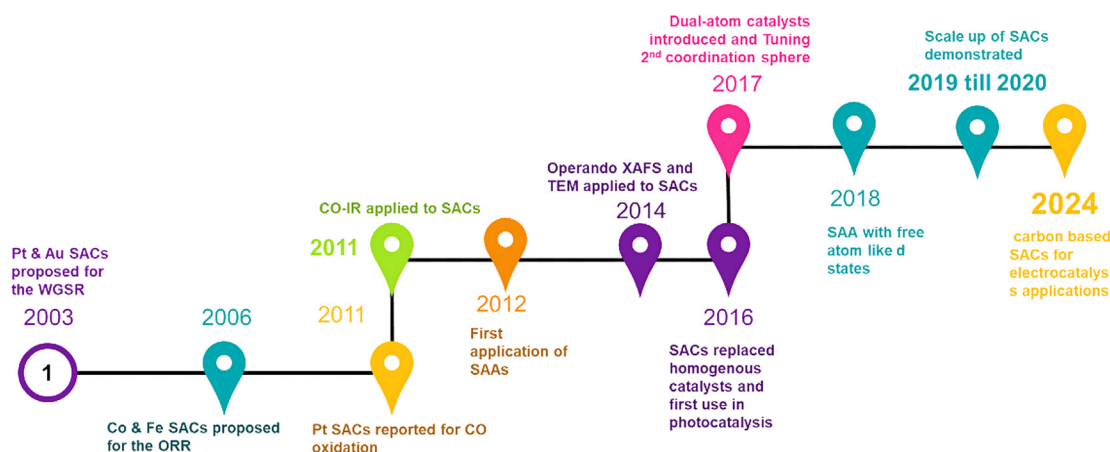 Pt & Au SACs
proposed for
the WGSR
2003
1
2006
Co & Fe SACs proposed
for the ORR
2011
Pt SACs reported for CO
oxidation
CO-IR applied to SACs
2011
2012
First
application of
SAAs
Operando XAFS and
TEM applied to SACs
2014
2016
SACs replaced
homogenous
catalysts and
first use in
photocatalysis
Dual-atom catalysts
introduced and Tuning
2nd coordination sphere
2017
2018
SAA with free
atom like d
states
Scale up of SACs
demonstrated
2019 till 2020
2024
carbon based
SACs for
electrocatalys
s applications